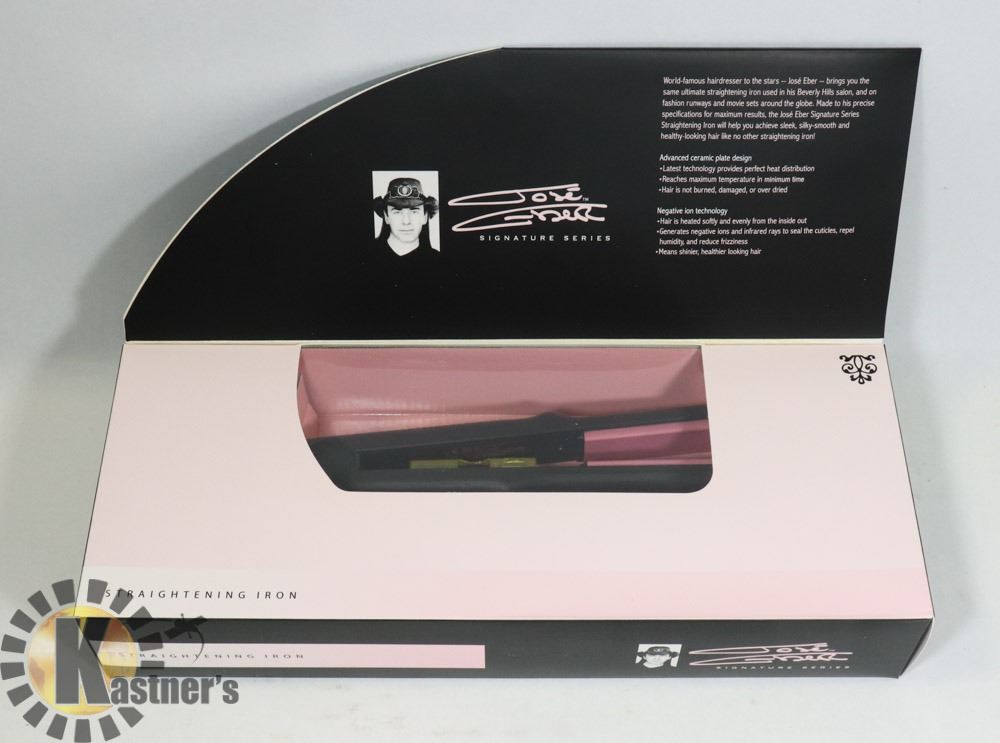 World-famous hairdresser to the stars -- José Eber -- brings you the
same ultimate straightening iron used in his Beverly Hills salon, and on
fashion runways and movie sets around the globe. Made to his precise
specifications for maximum results, the José Eber Signature Series
Straightening Iron will help you achieve sleek, silky-smooth and
healthy-looking hair like no other straightening iron!
Advanced ceramic plate design
•Latest technology provides perfect heat distribution
•Reaches maximum temperature in minimum time
•Hair is not burned, damaged, or over dried
Negative ion technology
•Hair is heated softly and evenly from the inside out
•Generates negative ions and infrared rays to seal the cuticles, repel
humidity, and reduce frizziness
•Means shinier, healthier looking hair
José™
Eber
SIGNATURE SERIES
STRAIGHTENING IRON
STRAIGHTENING IRON
José™
Eber
SIGNATURE SERIES
Kastner's